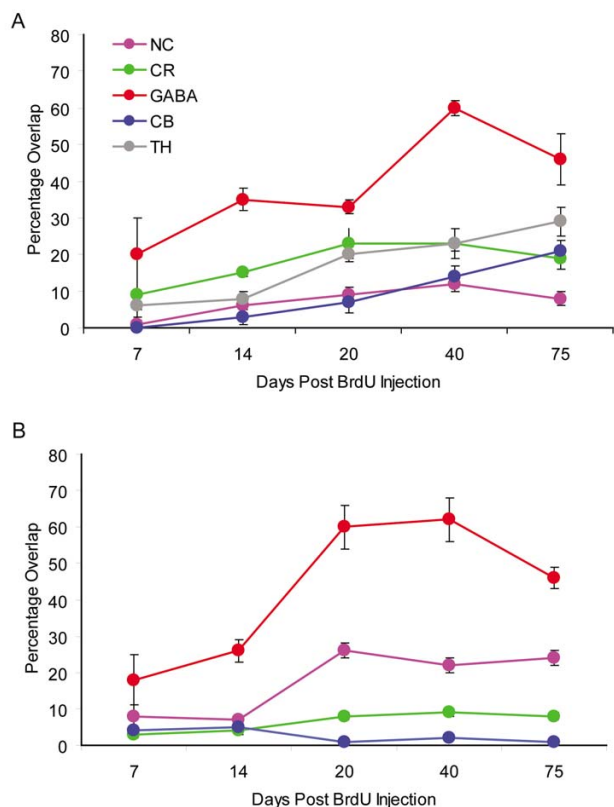 A
80
70
60
50
40
30
20
10
0
Percentage Overlap
NC
CR
GABA
CB
TH
7 14 20 40 75
Days Post BrdU Injection
B
80
70
60
50
40
30
20
10
0
Percentage Overlap
7 14 20 40 75
Days Post BrdU Injection